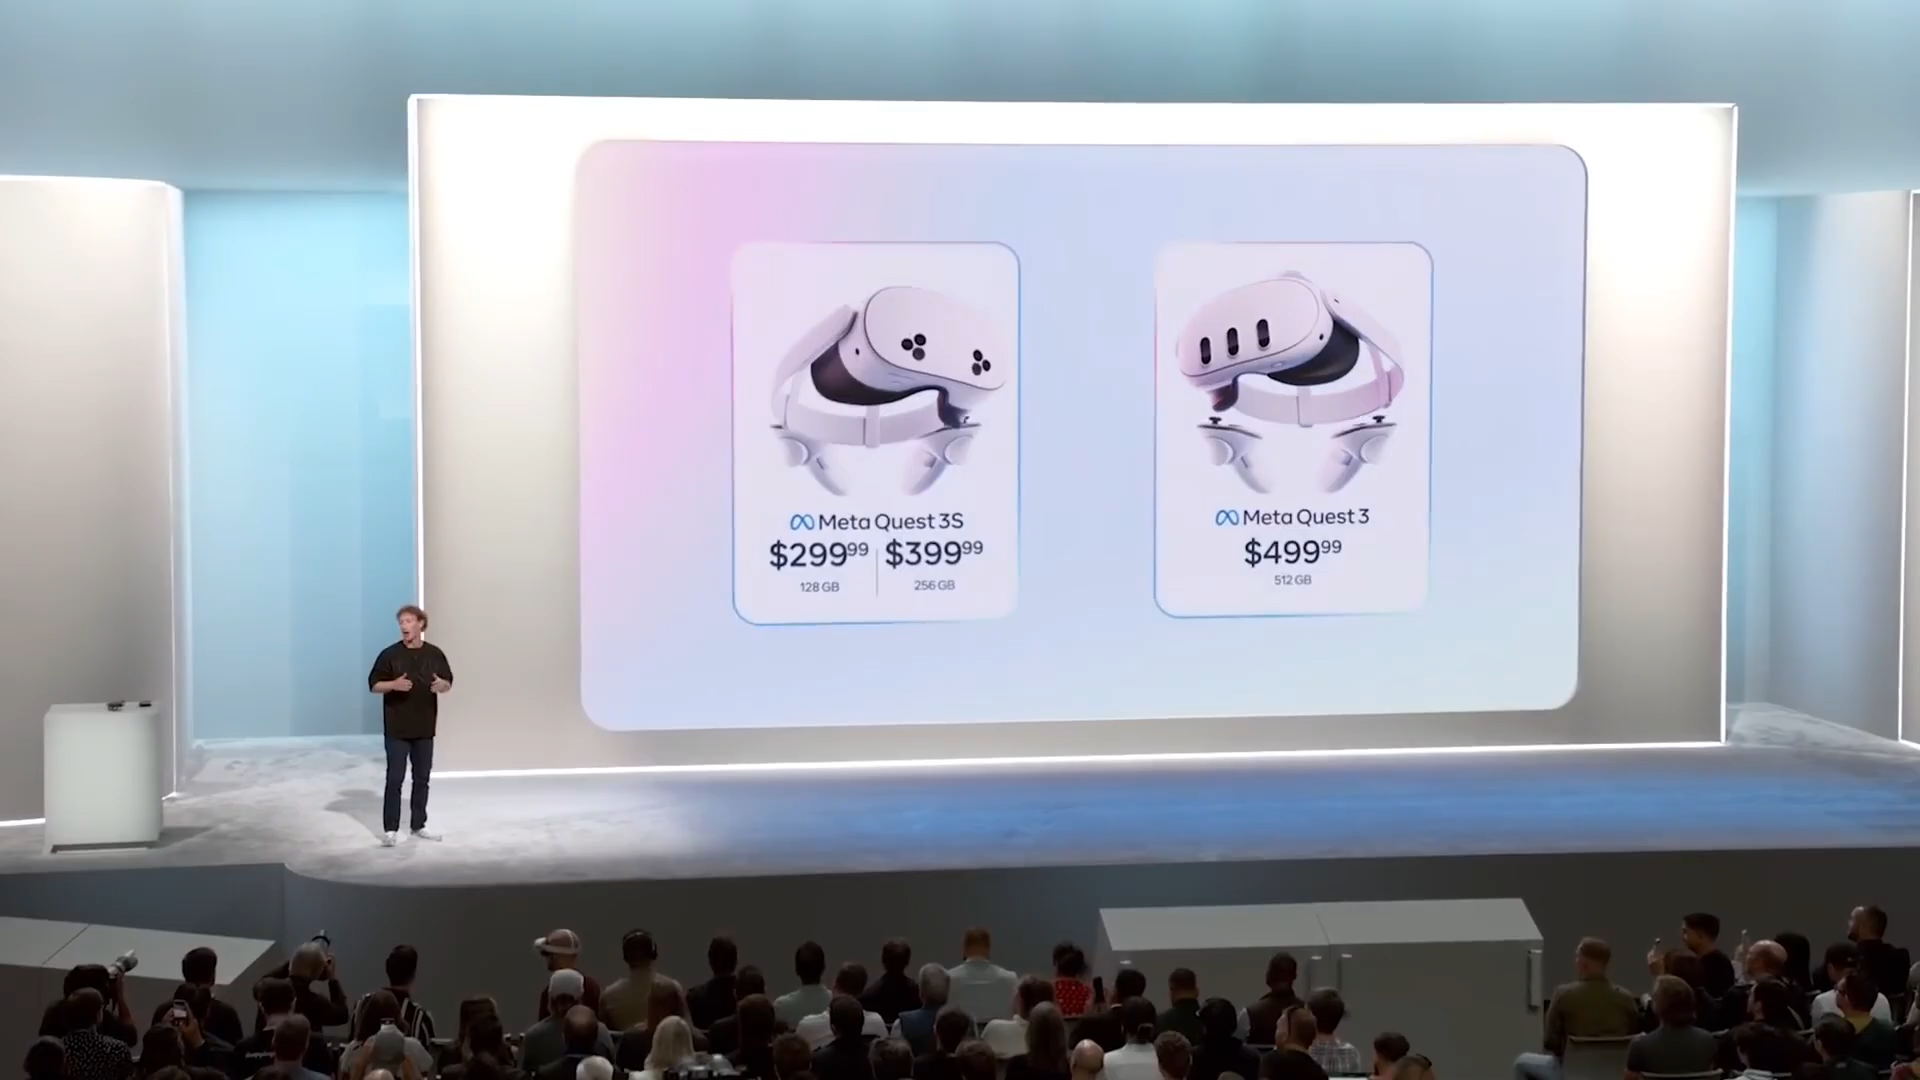 Meta Quest 3S
$299⁹⁹ $399⁹⁹
128 GB 256 GB
Meta Quest 3
$499⁹⁹
512 GB